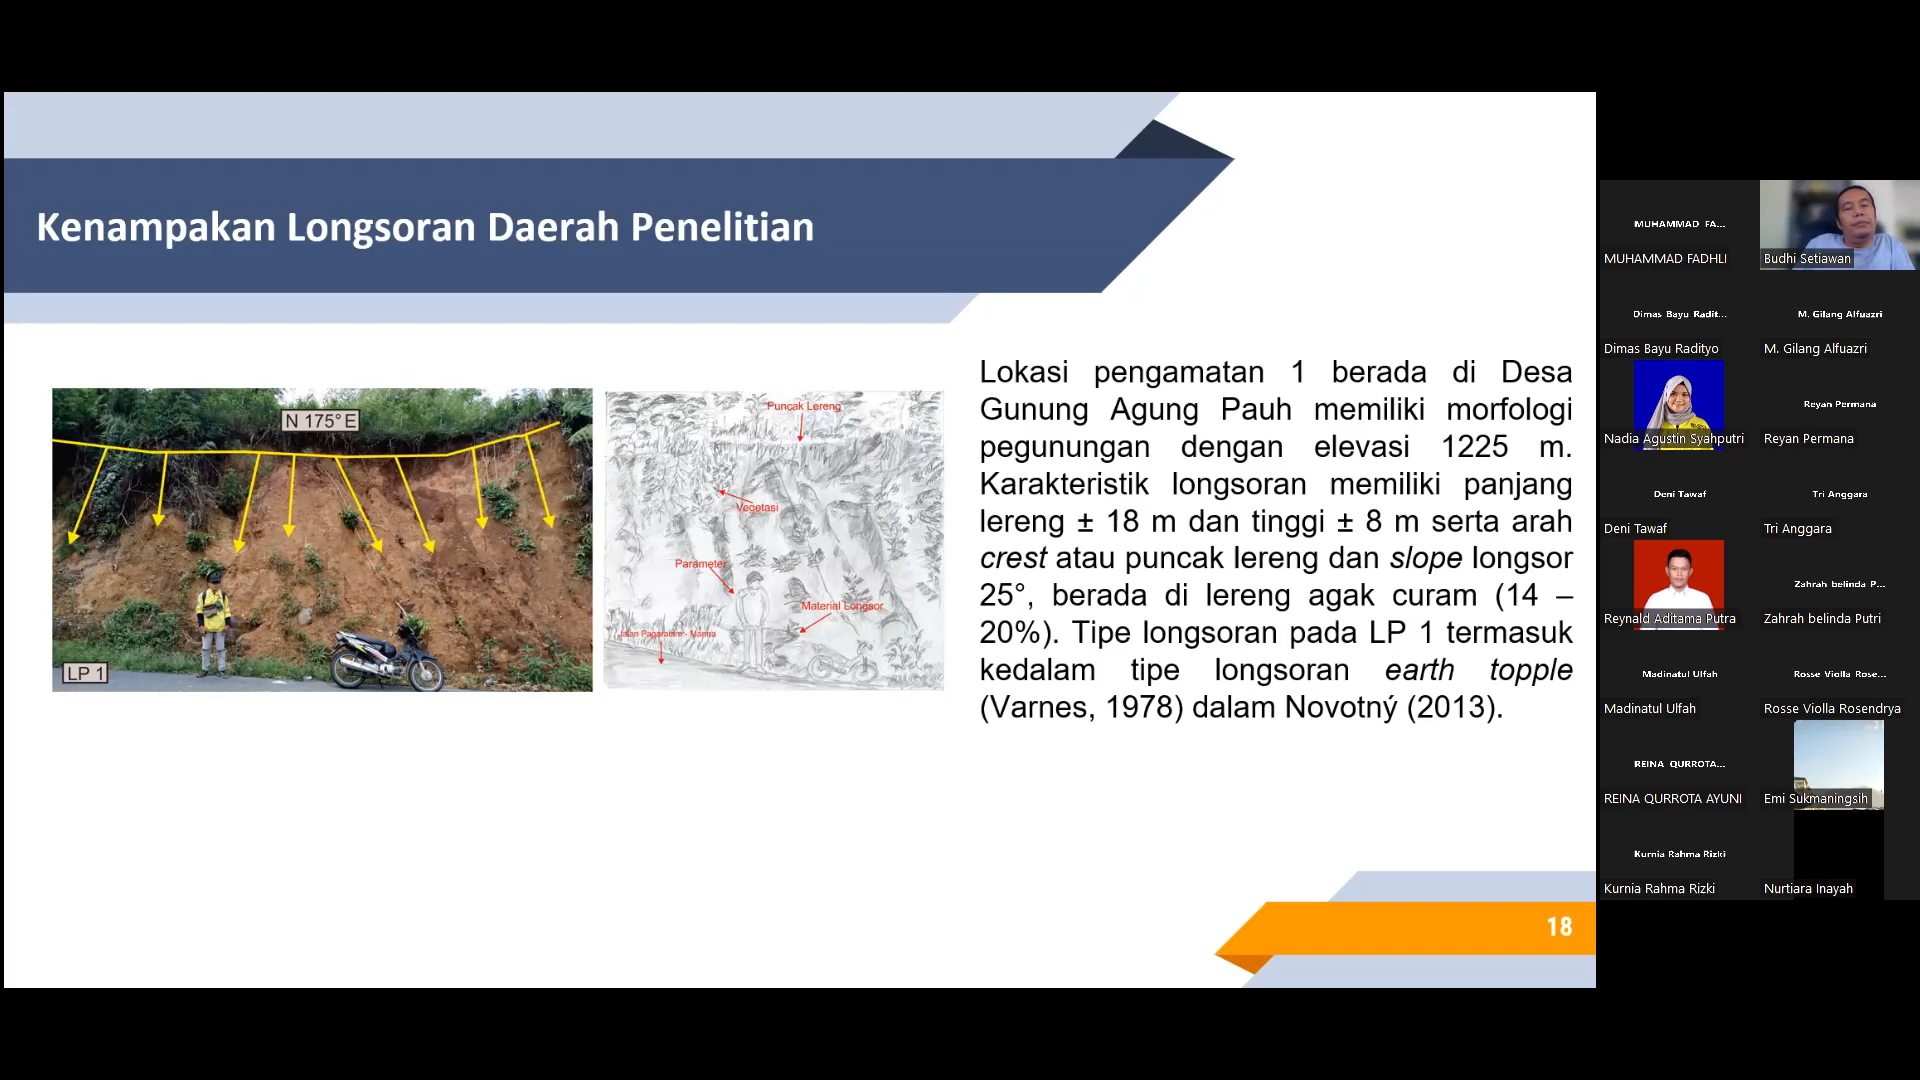 Kenampakan Longsoran Daerah Penelitian
N 175° E
LP 1
Puncak Lereng
Vegetasi
Parameter
Material Longsor
Jalan Pagaralam - Manna
Lokasi pengamatan 1 berada di Desa
Gunung Agung Pauh memiliki morfologi
pegunungan dengan elevasi 1225 m.
Karakteristik longsoran memiliki panjang
lereng ± 18 m dan tinggi ± 8 m serta arah
crest atau puncak lereng dan slope longsor
25°, berada di lereng agak curam (14 –
20%). Tipe longsoran pada LP 1 termasuk
kedalam tipe longsoran earth topple
(Varnes, 1978) dalam Novotný (2013).
18
MUHAMMAD FA...
MUHAMMAD FADHLI
Budhi Setiawan
Dimas Bayu Radit...
Dimas Bayu Radityo
M. Gilang Alfuazri
M. Gilang Alfuazri
Nadia Agustin Syahputri
Reyan Permana
Reyan Permana
Deni Tawaf
Deni Tawaf
Tri Anggara
Tri Anggara
Reynald Aditama Putra
Zahrah belinda P...
Zahrah belinda Putri
Madinatul Ulfah
Madinatul Ulfah
Rosse Violla Rose...
Rosse Violla Rosendrya
REINA QURROTA...
REINA QURROTA AYUNI
Emi Sukmaningsih
Kurnia Rahma Rizki
Kurnia Rahma Rizki
Nurtiara Inayah